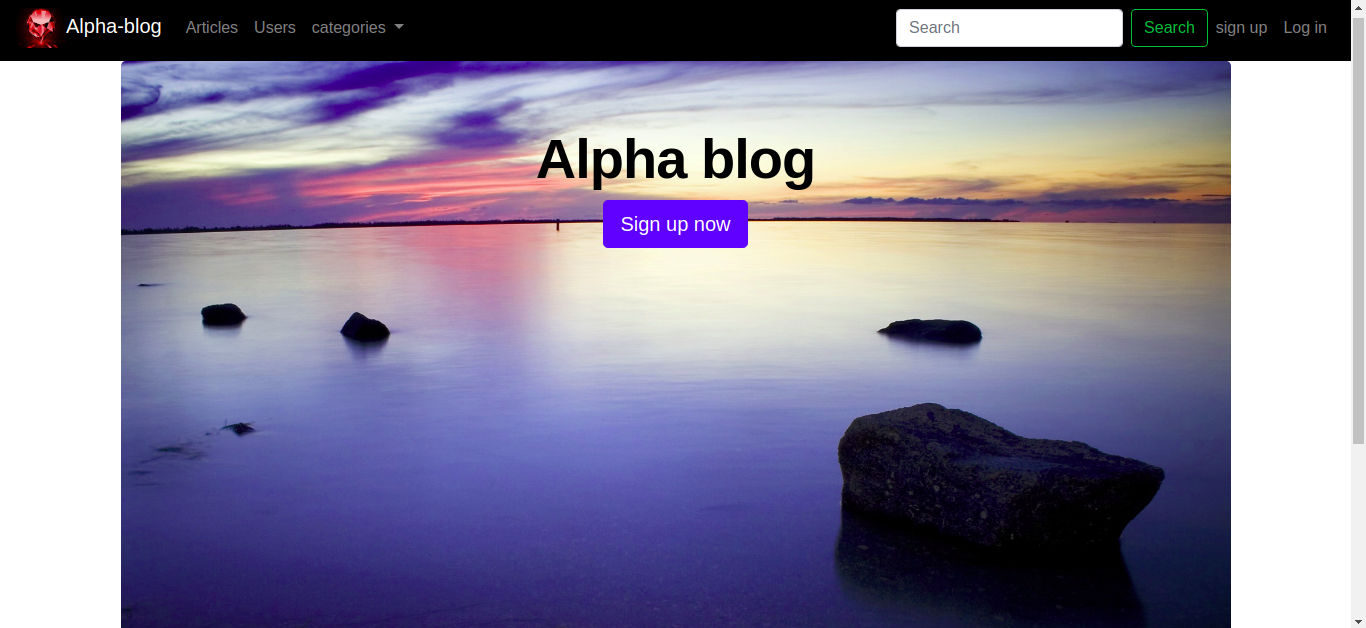 Alpha-blog Articles Users categories Search Search sign up Log in
Alpha blog
Sign up now